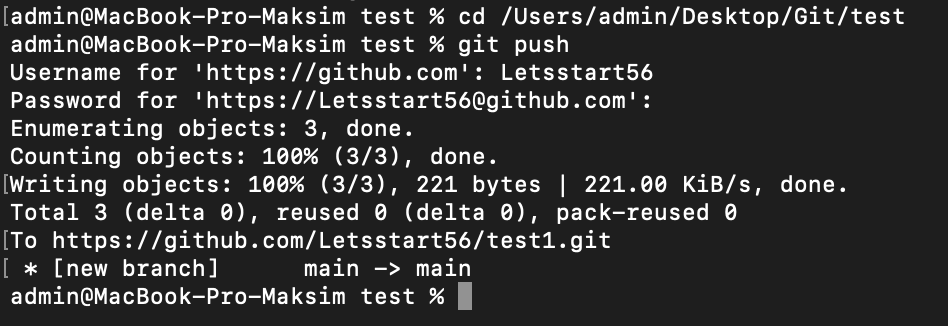 [admin@MacBook-Pro-Maksim test % cd /Users/admin/Desktop/Git/test
admin@MacBook-Pro-Maksim test % git push
Username for 'https://github.com': Letsstart56
Password for 'https://Letsstart56@github.com':
Enumerating objects: 3, done.
Counting objects: 100% (3/3), done.
[Writing objects: 100% (3/3), 221 bytes | 221.00 KiB/s, done.
Total 3 (delta 0), reused 0 (delta 0), pack-reused 0
[To https://github.com/Letsstart56/test1.git
[ * [new branch]      main -> main
admin@MacBook-Pro-Maksim test %